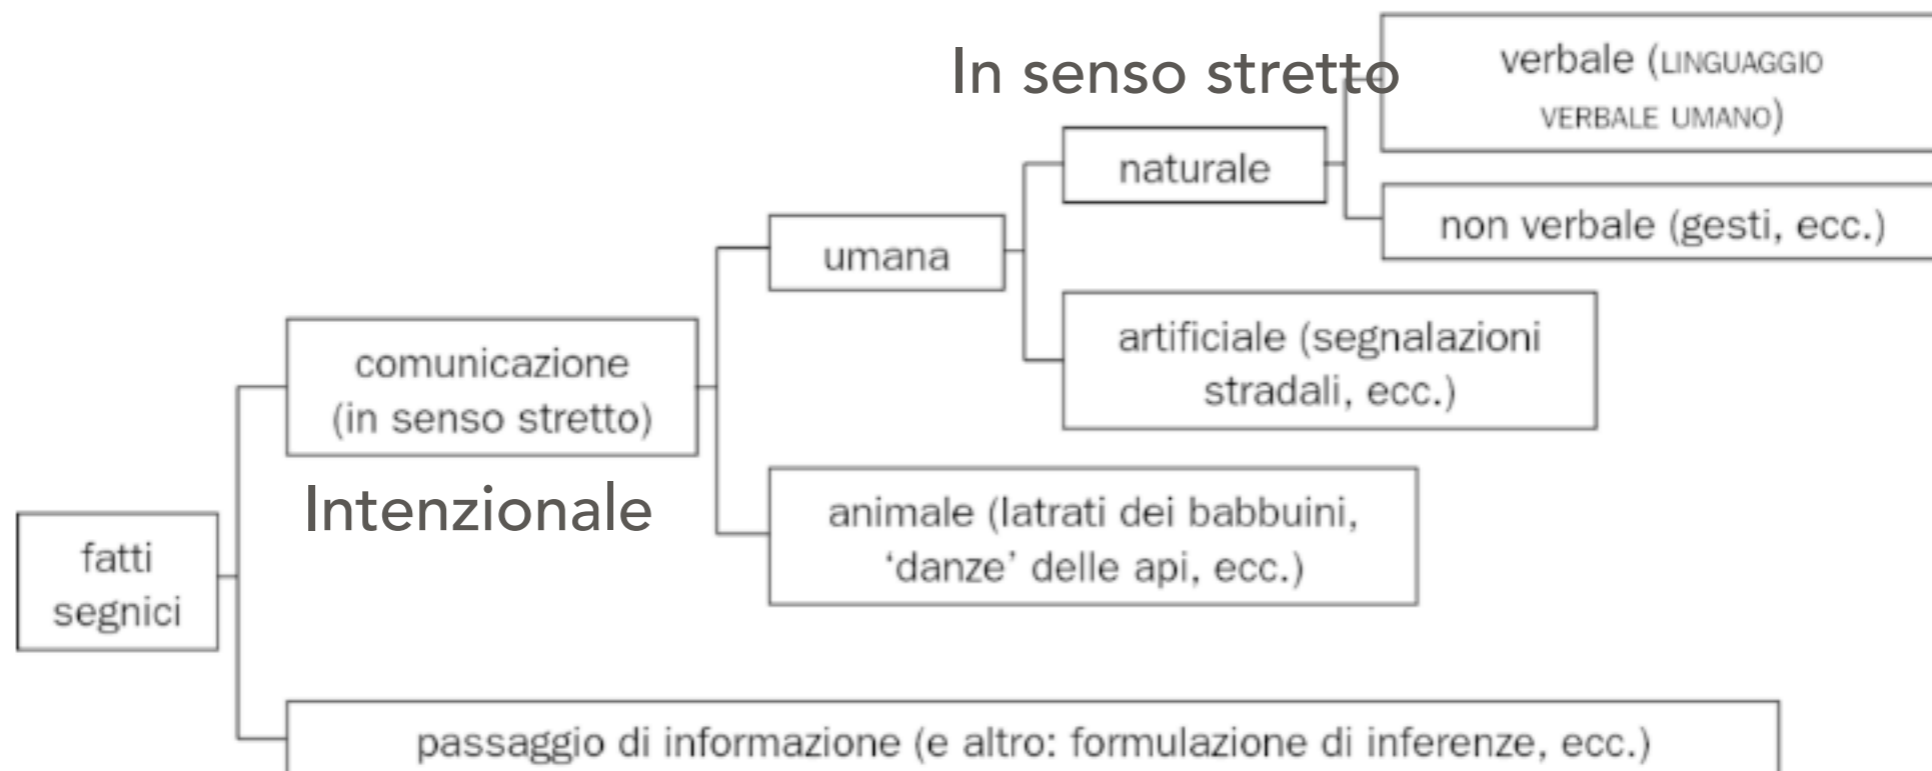 In senso stretto
verbale (LINGUAGGIO
VERBALE UMANO)
naturale
non verbale (gesti, ecc.)
umana
artificiale (segnalazioni
stradali, ecc.)
comunicazione
(in senso stretto)
Intenzionale
animale (latrati dei babbuini,
‘danze’ delle api, ecc.)
fatti
segnici
passaggio di informazione (e altro: formulazione di inferenze, ecc.)